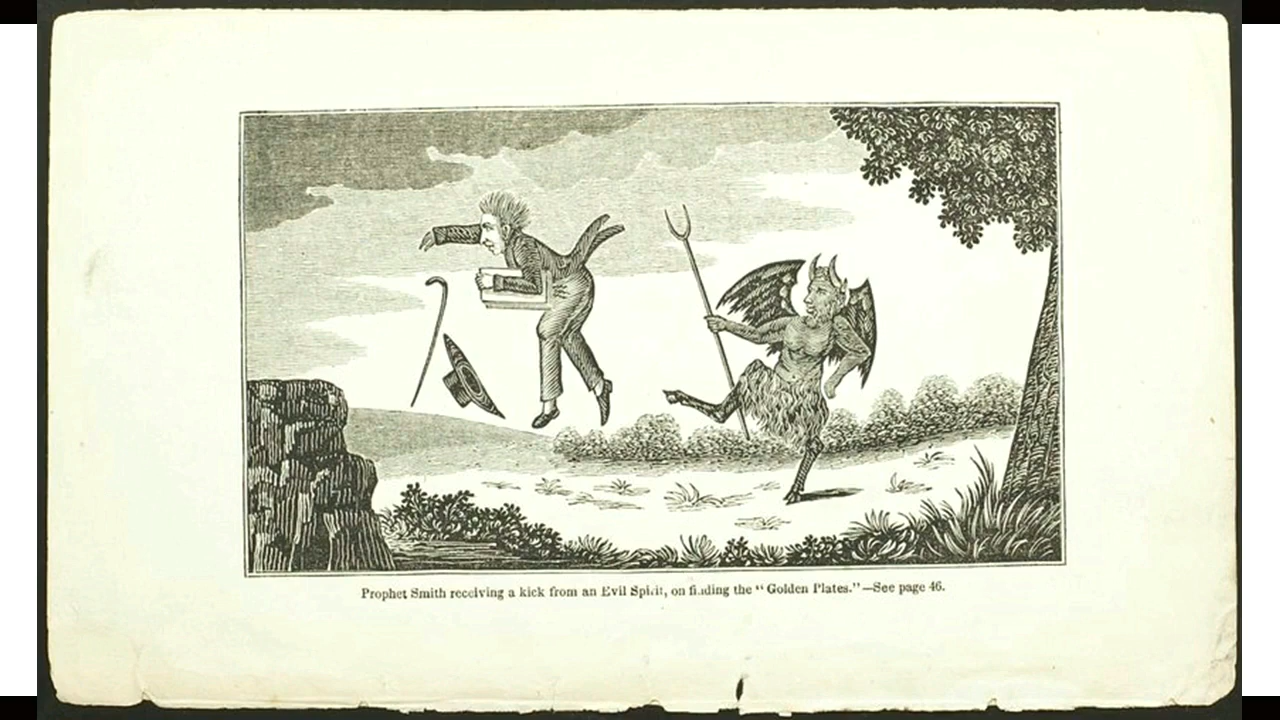 Prophet Smith receiving a kick from an Evil Spirit, on finding the "Golden Plates."—See page 46.